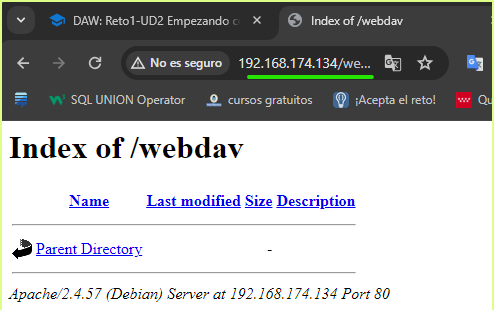 DAW: Reto1-UD2 Empezando c
Index of /webdav
No es seguro
192.168.174.134/we...
SQL UNION Operator
cursos gratuitos
¡Acepta el reto!
Qu
Index of /webdav
Name Last modified Size Description
Parent Directory -
Apache/2.4.57 (Debian) Server at 192.168.174.134 Port 80